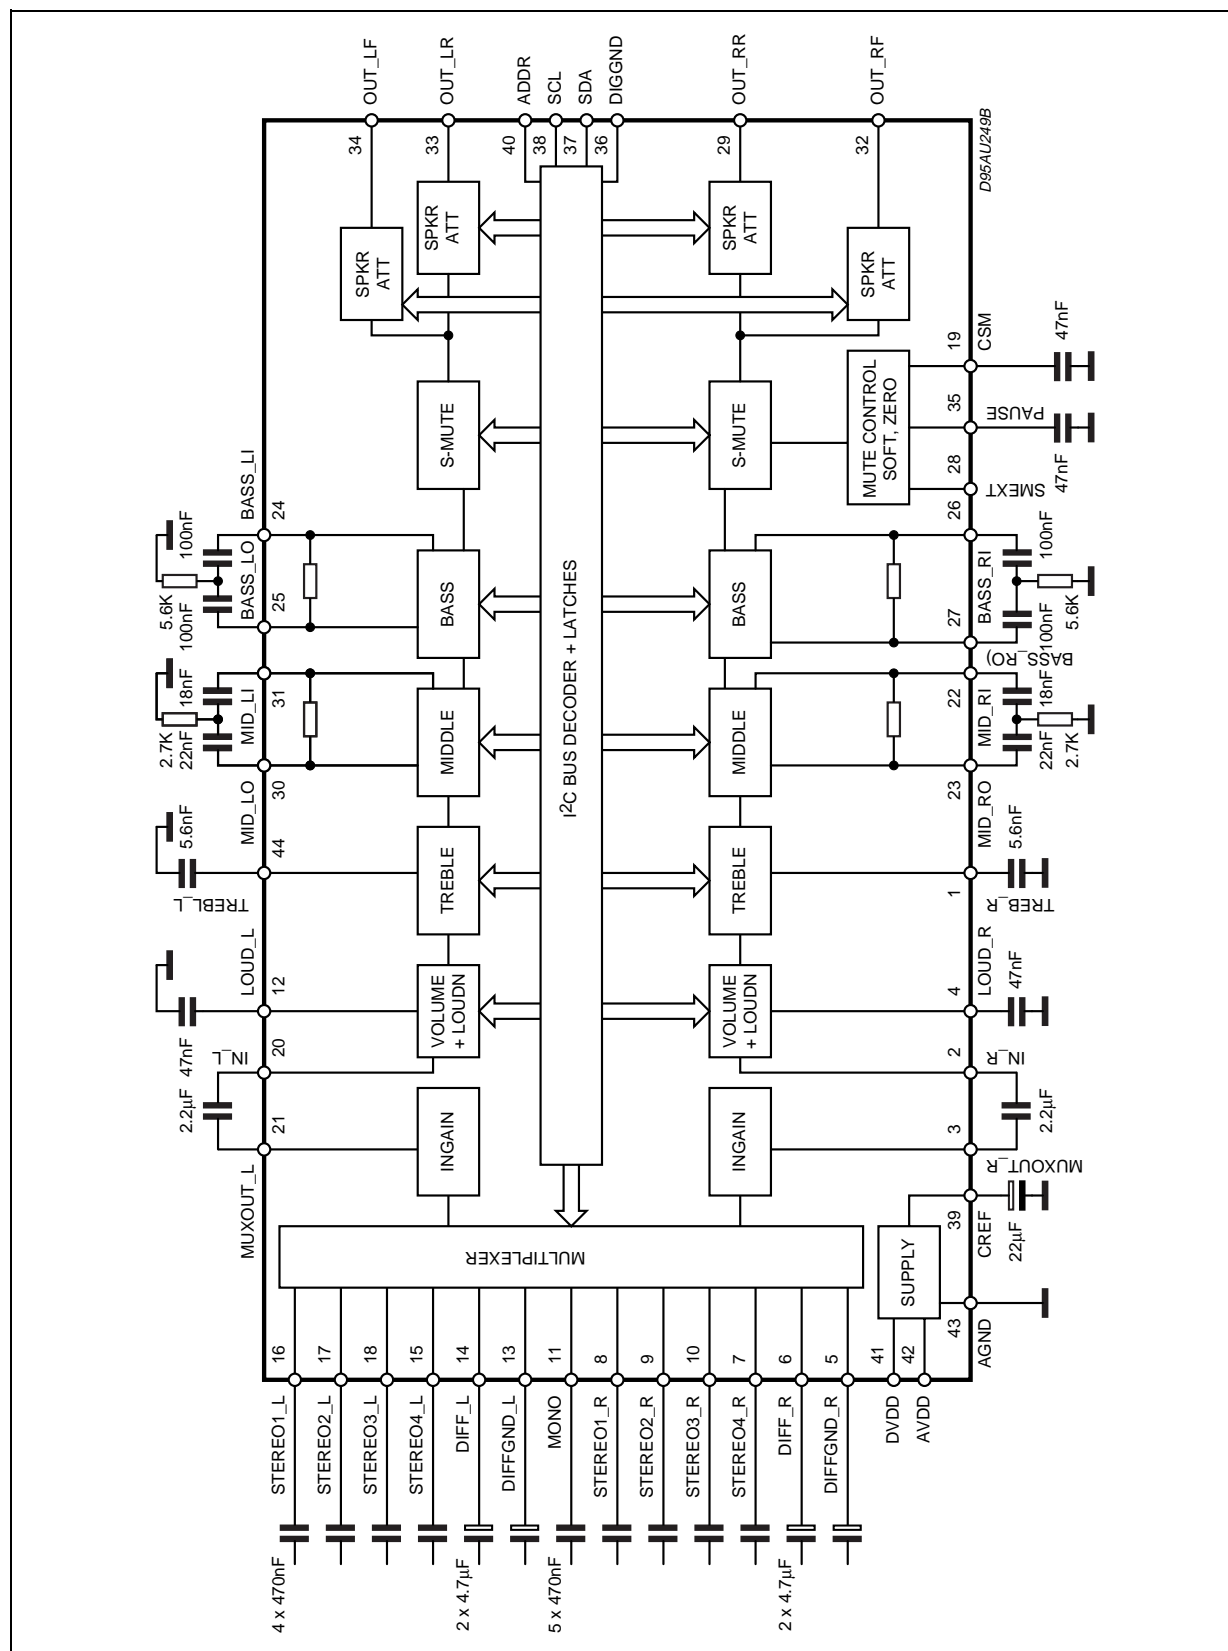 OUT_LF
OUT_LR
ADDR
SCL
SDA
DIGGND
OUT_RR
OUT_RF
34
33
40
38
37
36
29
32
D95AU249B
SPKR
ATT
SPKR
ATT
SPKR
ATT
SPKR
ATT
19
CSM
47nF
35
PAUSE
47nF
28
SMEXT
MUTE CONTROL
SOFT, ZERO
S-MUTE
S-MUTE
BASS_LI
24
100nF
BASS_LO
25
5.6K
100nF
BASS
BASS
26
100nF
BASS_RI
27
100nF
5.6K
BASS_RO)
I2C BUS DECODER + LATCHES
18nF
31
MID_LI
2.7K
22nF
30
MID_LO
MIDDLE
MIDDLE
22
18nF
MID_RI
22nF
2.7K
23
MID_RO
5.6nF
44
TREBL_L
TREBLE
TREBLE
1
5.6nF
TREB_R
LOUD_L
12
47nF
VOLUME
+ LOUDN
VOLUME
+ LOUDN
4
LOUD_R
47nF
20
IN_L
2.2μF
21
MUXOUT_L
INGAIN
INGAIN
2
IN_R
3
2.2μF
MUXOUT_R
39
CREF
22μF
SUPPLY
43
AGND
MULTIPLEXER
16
17
18
15
14
13
11
8
9
10
7
6
5
41
42
STEREO1_L
STEREO2_L
STEREO3_L
STEREO4_L
DIFF_L
DIFFGND_L
MONO
STEREO1_R
STEREO2_R
STEREO3_R
STEREO4_R
DIFF_R
DIFFGND_R
DVDD
AVDD
4 x 470nF
2 x 4.7μF
5 x 470nF
2 x 4.7μF